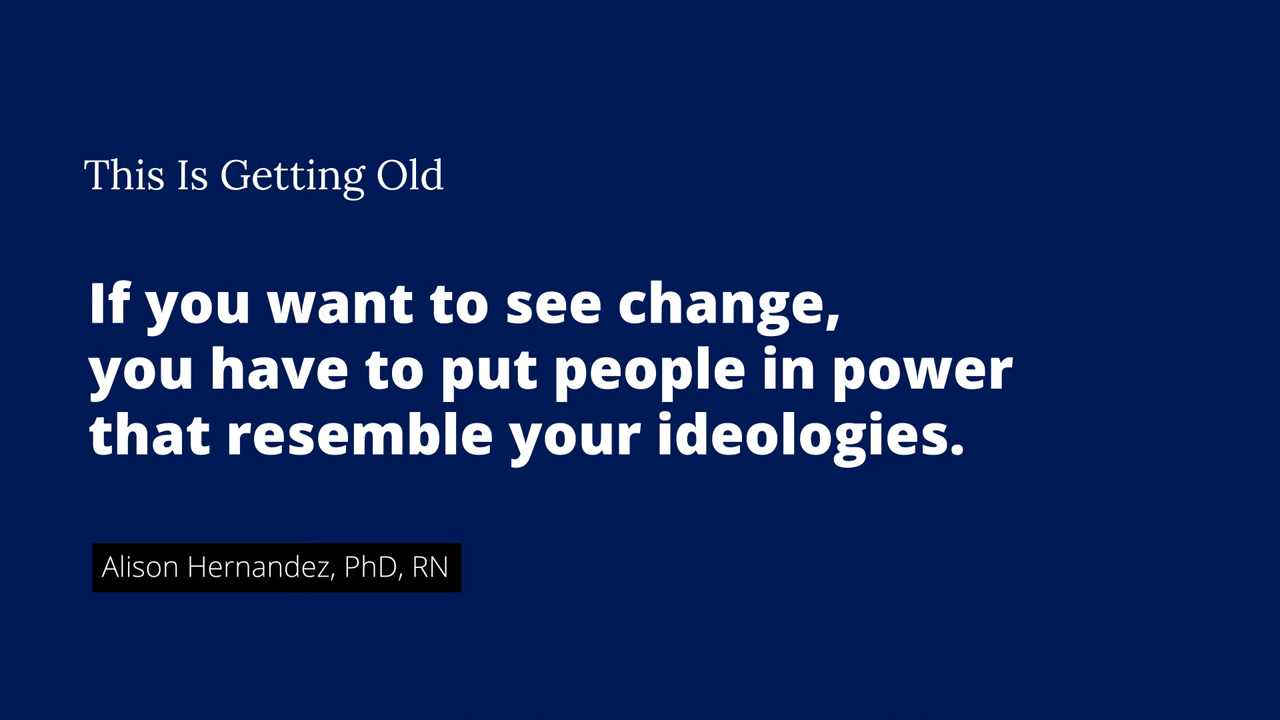 This Is Getting Old
If you want to see change,
you have to put people in power
that resemble your ideologies.
Alison Hernandez, PhD, RN